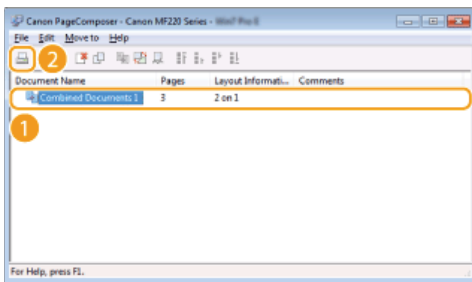 Canon PageComposer - Canon MF220 Series -
File Edit Move to Help
2
Document Name Pages Layout Informati... Comments
Combined Documents 1 3 2 on 1
1
For Help, press F1.